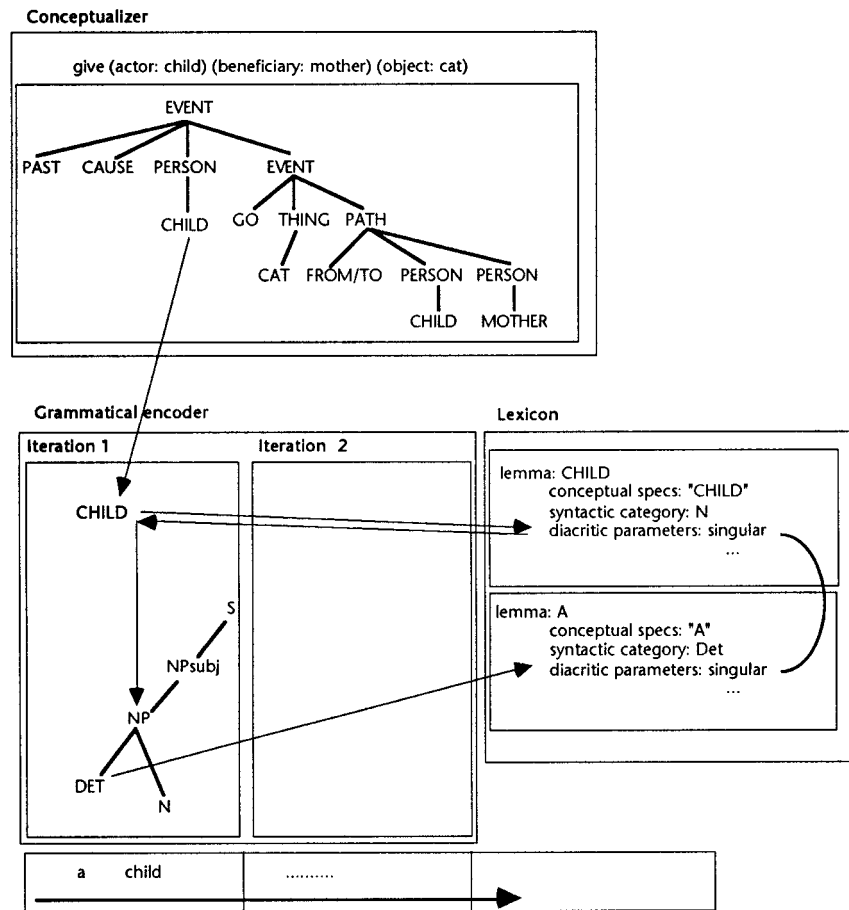 Conceptualizer
give (actor: child) (beneficiary: mother) (object: cat)
EVENT
PAST CAUSE PERSON EVENT
CHILD GO THING PATH
CAT FROM/TO PERSON PERSON
CHILD MOTHER
Grammatical encoder
Iteration 1 Iteration 2
CHILD
S
NPsubj
NP
DET
N
Lexicon
lemma: CHILD
conceptual specs: "CHILD"
syntactic category: N
diacritic parameters: singular
...
lemma: A
conceptual specs: "A"
syntactic category: Det
diacritic parameters: singular
...
a child ..........